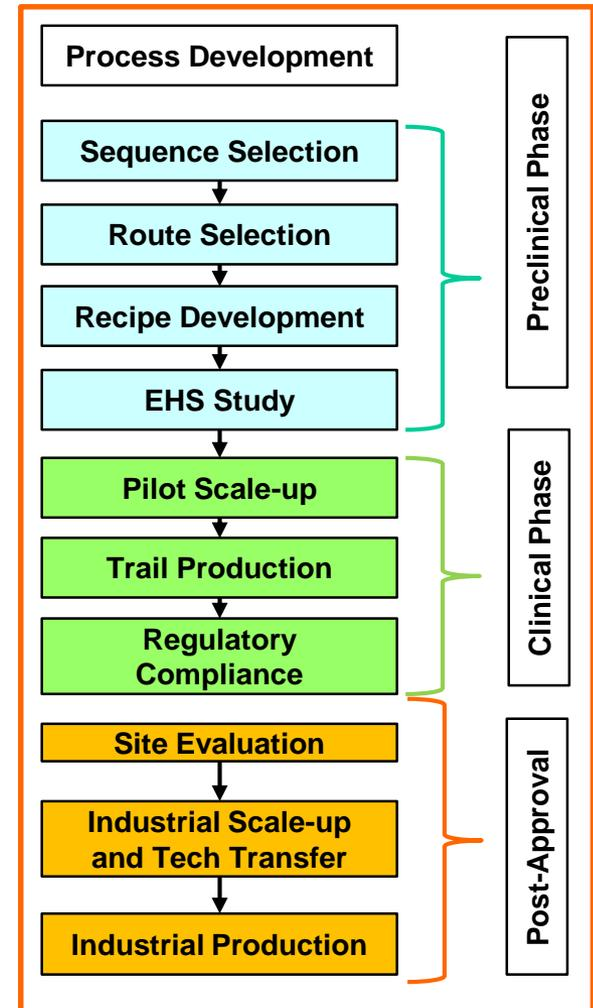 Process Development
Sequence Selection
Route Selection
Recipe Development
EHS Study
Preclinical Phase
Pilot Scale-up
Trail Production
Regulatory
Compliance
Clinical Phase
Site Evaluation
Industrial Scale-up
and Tech Transfer
Industrial Production
Post-Approval